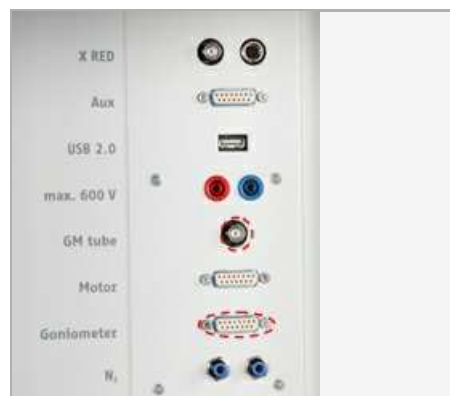 X RED
Aux
USB 2.0
max. 600 V
GM tube
Motor
Goniometer
N₂